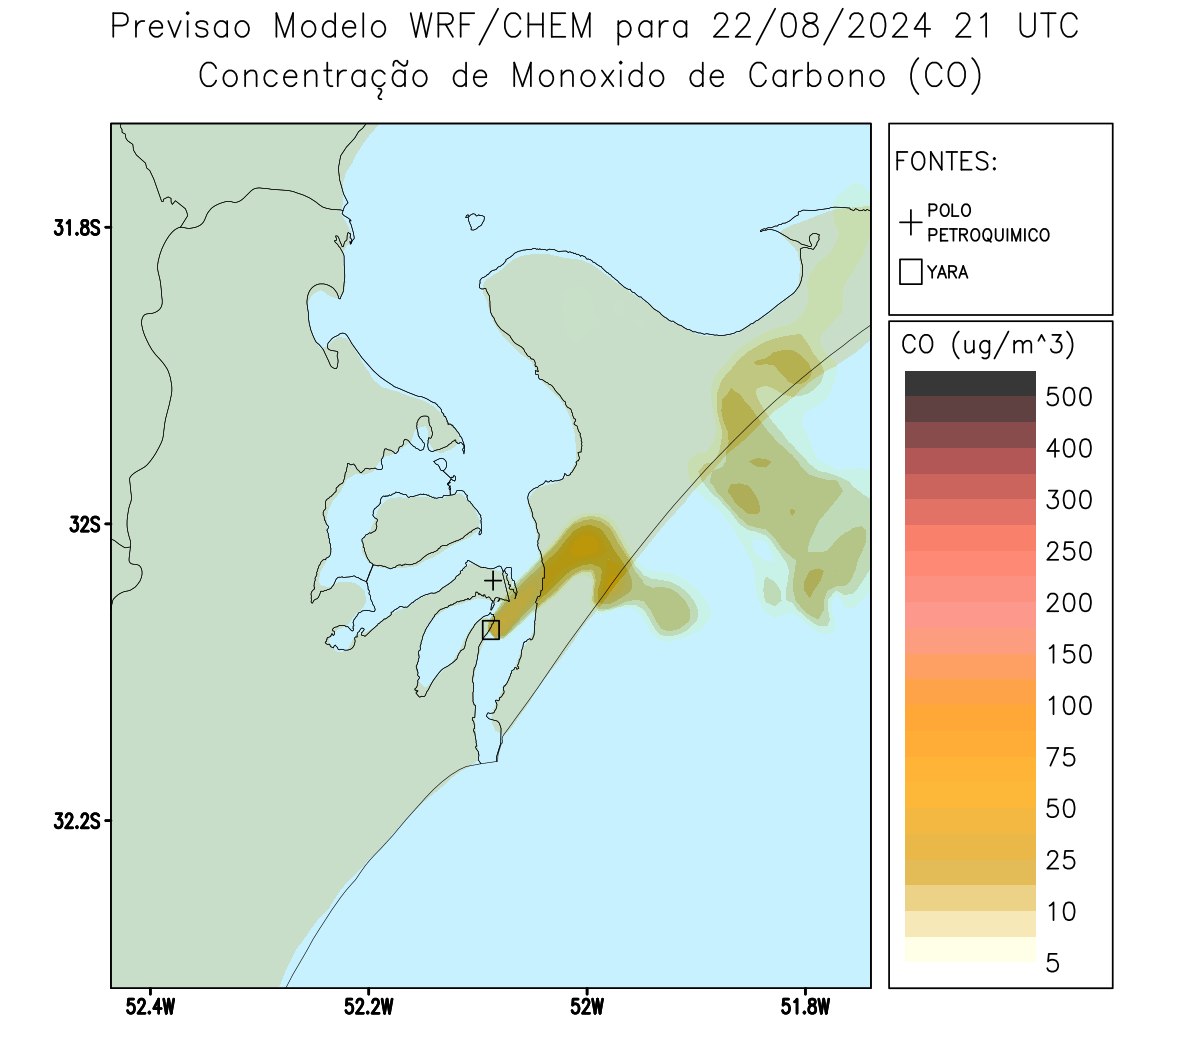 Previsao Modelo WRF/CHEM para 22/08/2024 21 UTC
Concentração de Monoxido de Carbono (CO)
FONTES:
POLO
PETROQUIMICO
YARA
CO (ug/m^3)
500
400
300
250
200
150
100
75
50
25
10
5
31.8S
32S
32.2S
52.4W
52.2W
52W
51.8W